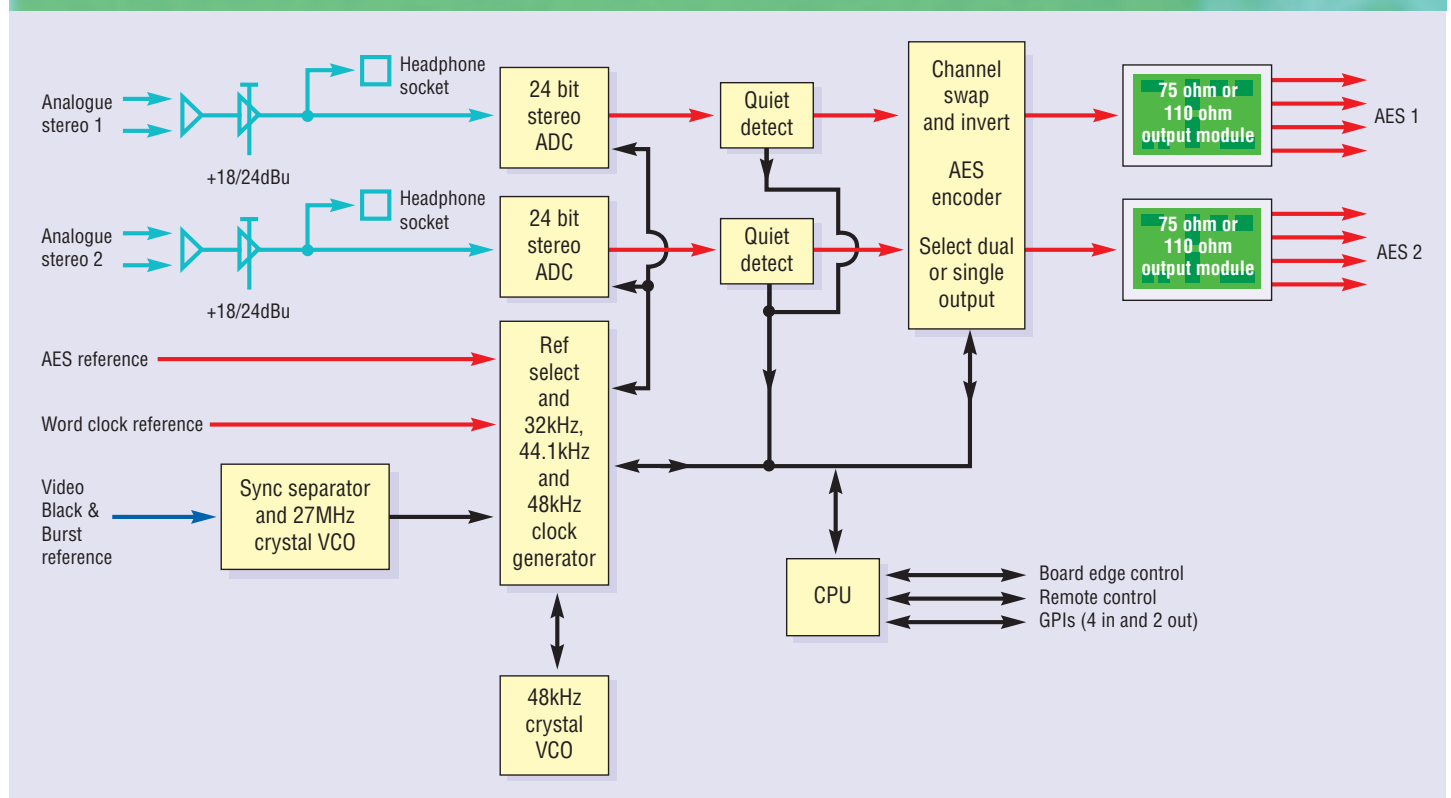 Analogue
stereo 1
+18/24dBu
Headphone
socket
24 bit
stereo
ADC
Quiet
detect
Channel
swap
and invert
AES
encoder
Select dual
or single
output
75 ohm or
110 ohm
output module
AES 1
Analogue
stereo 2
+18/24dBu
Headphone
socket
24 bit
stereo
ADC
Quiet
detect
75 ohm or
110 ohm
output module
AES 2
AES reference
Word clock reference
Video
Black &
Burst
reference
Sync separator
and 27MHz
crystal VCO
Ref
select
and
32kHz,
44.1kHz
and
48kHz
clock
generator
48kHz
crystal
VCO
CPU
Board edge control
Remote control
GPIs (4 in and 2 out)